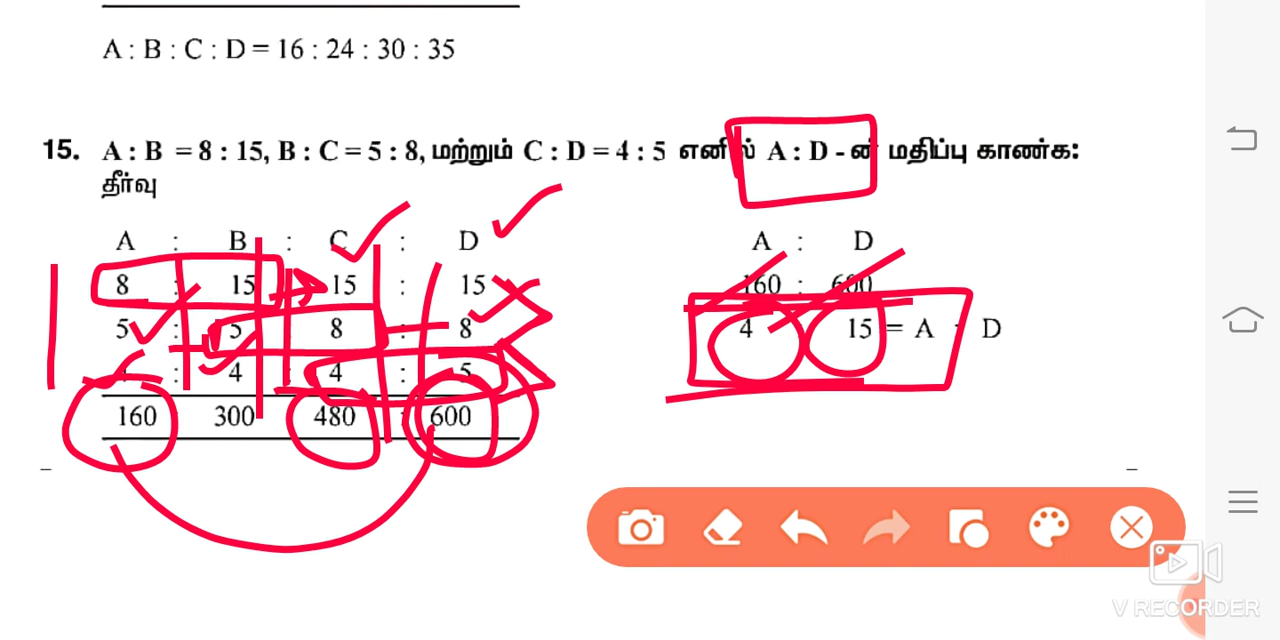 A : B : C : D = 16 : 24 : 30 : 35
15. A : B = 8 : 15, B : C = 5 : 8, மற்றும் C : D = 4 : 5 எனில் A : D - ன் மதிப்பு காண்க:
தீர்வு
A : B : C : D
8 : 15 : 15 : 15
5 : 5 : 8 : 8
4 : 4 : 4 : 5
160 300 480 : 600
A : D
160 : 600
4 : 15 = A : D
V RECORDER